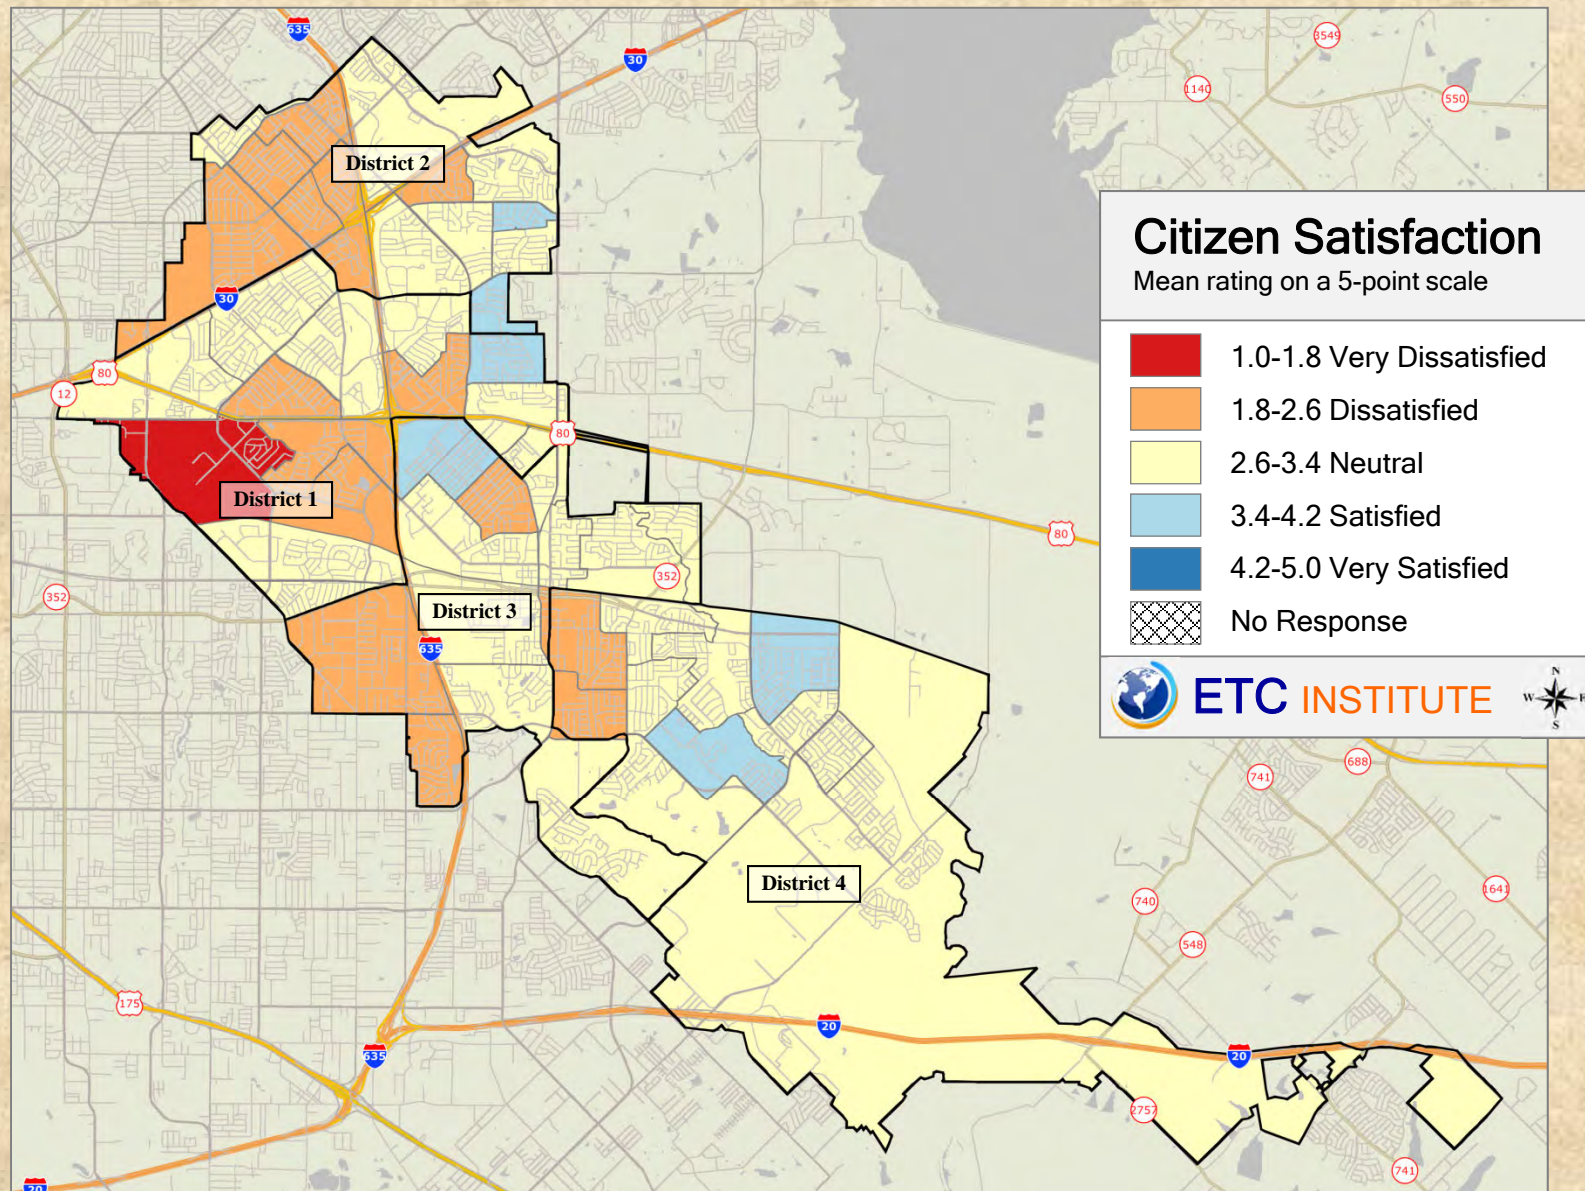 635
30
3549
1140
550
District 2
Citizen Satisfaction
Mean rating on a 5-point scale
30
1.0-1.8 Very Dissatisfied
80
12
1.8-2.6 Dissatisfied
80
2.6-3.4 Neutral
District 1
3.4-4.2 Satisfied
80
352
352
4.2-5.0 Very Satisfied
District 3
No Response
635
ETC INSTITUTE
N
W E
S
688
741
District 4
1641
740
548
175
20
635
20
2757
741
20